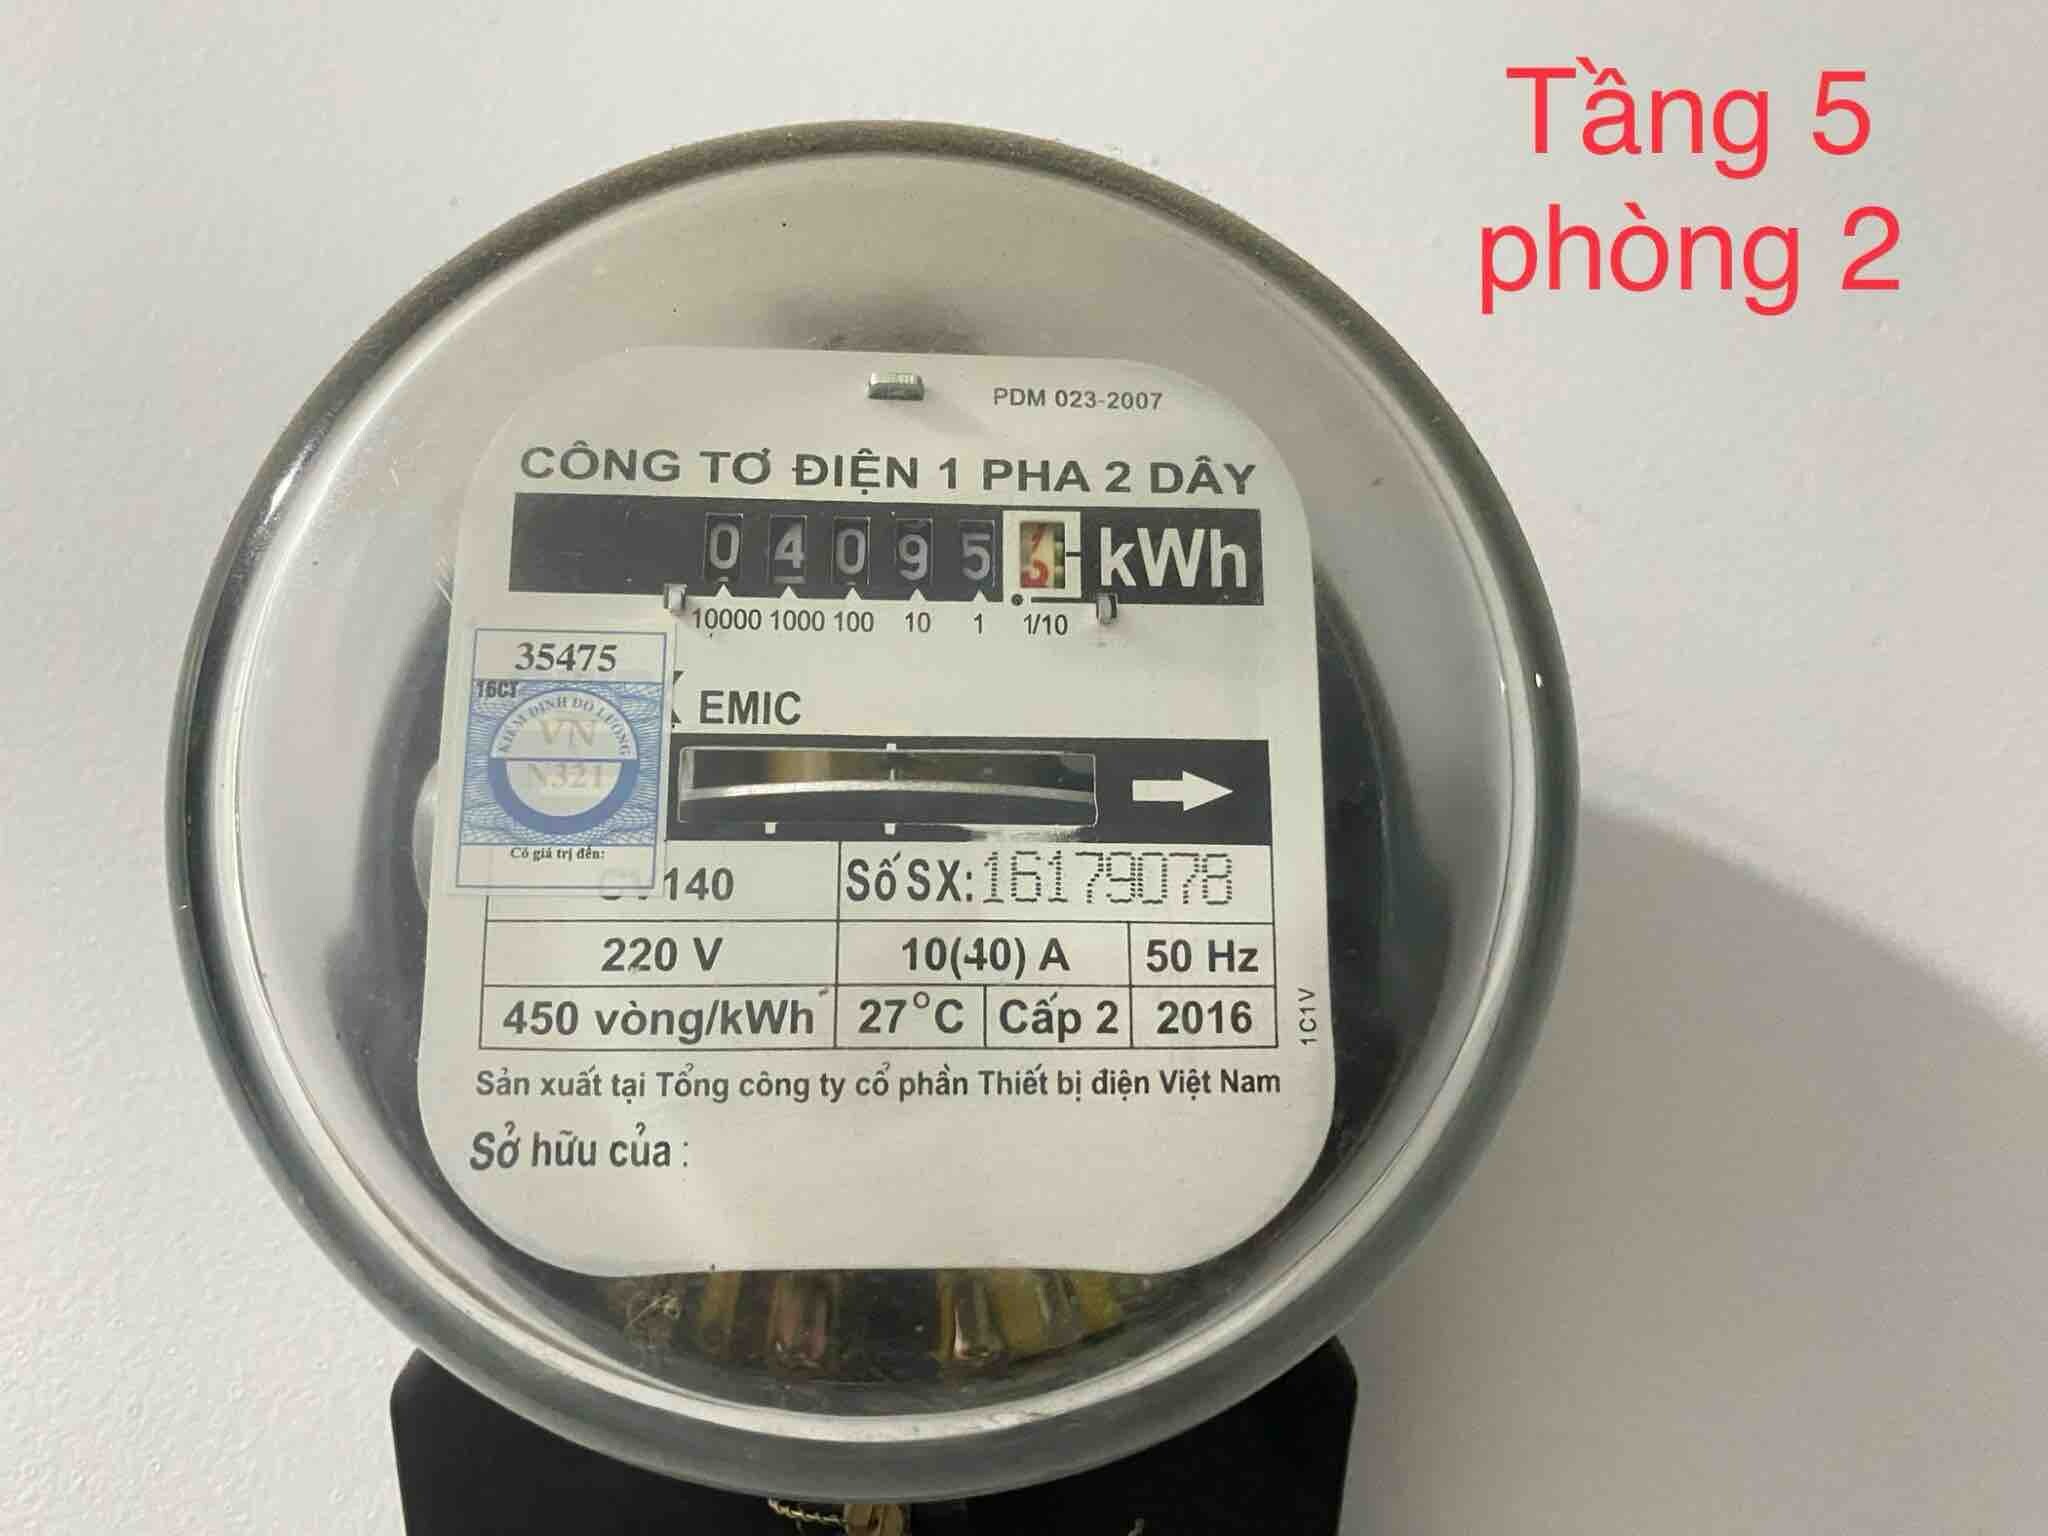 Tầng 5
phòng 2
PDM 023-2007
CÔNG TƠ ĐIỆN 1 PHA 2 DÂY
0 4 0 9 5 kWh
10000 1000 100 10 1 1/10
35475
16CT
KIỂM ĐỊNH ĐO LƯỜNG
VN
N321
Có giá trị đến:
EMIC
140
Số SX: 16179078
220 V 10(40) A 50 Hz
450 vòng/kWh 27°C Cấp 2 2016
1C1V
Sản xuất tại Tổng công ty cổ phần Thiết bị điện Việt Nam
Sở hữu của :